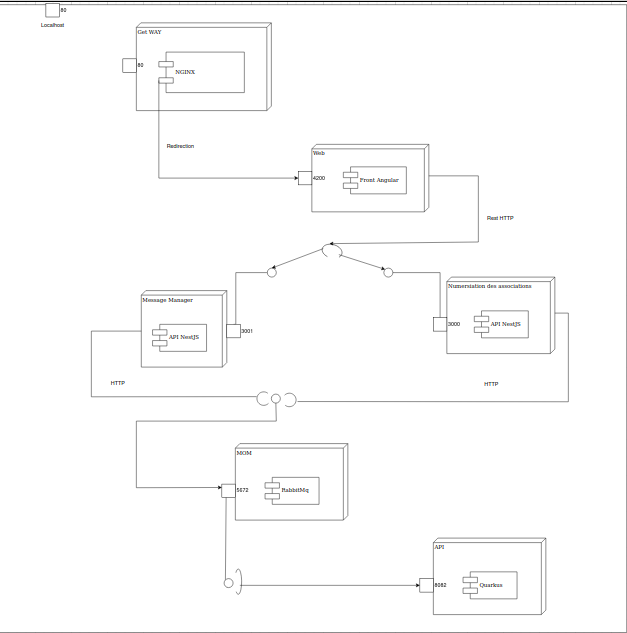 80
Localhost
Get WAY
80
NGINX
Redirection
Web
4200
Front Angular
Rest HTTP
Message Manager
API NestJS
3001
Numersiation des associations
3000
API NestJS
HTTP
HTTP
MOM
5672
RabbitMq
API
8082
Quarkus